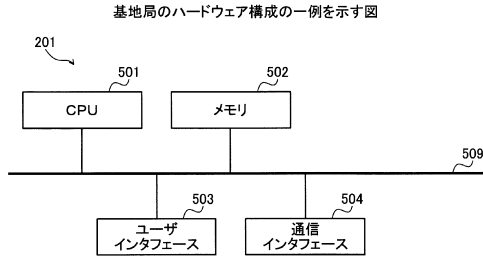 基地局のハードウェア構成の一例を示す図
201
501
502
CPU
メモリ
509
503
504
ユーザ
インタフェース
通信
インタフェース